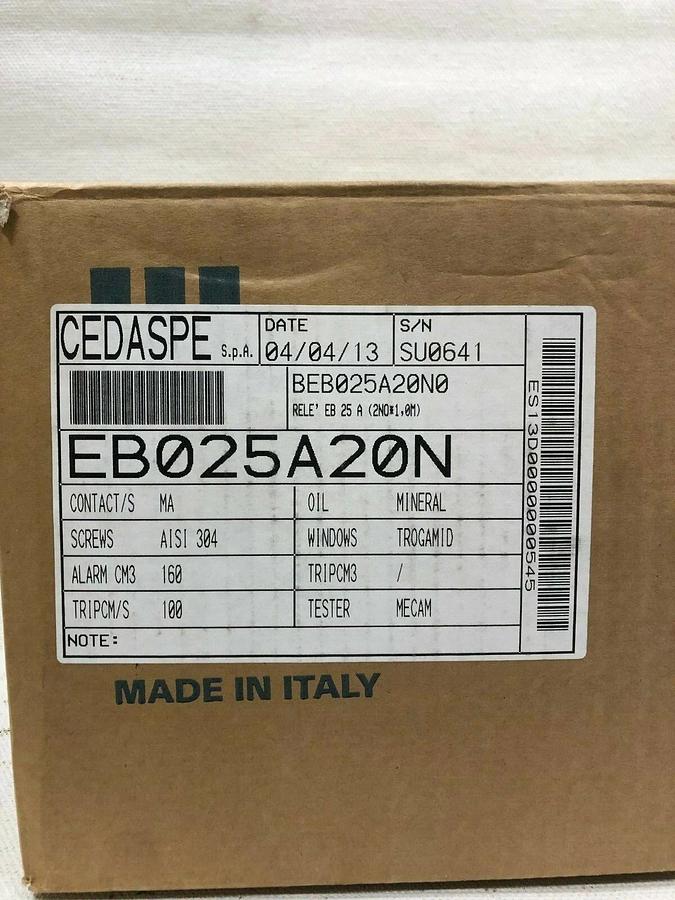 CEDASPE S.p.A.
DATE
04/04/13
S/N
SU0641
BEB025A20N0
RELE' EB 25 A (2NO*1,0M)
EB025A20N
CONTACT/S MA OIL MINERAL
SCREWS AISI 304 WINDOWS TROGAMID
ALARM CM3 160 TRIPCM3 /
TRIPCM/S 100 TESTER MECAM
NOTE:
ES13D0000000545
MADE IN ITALY